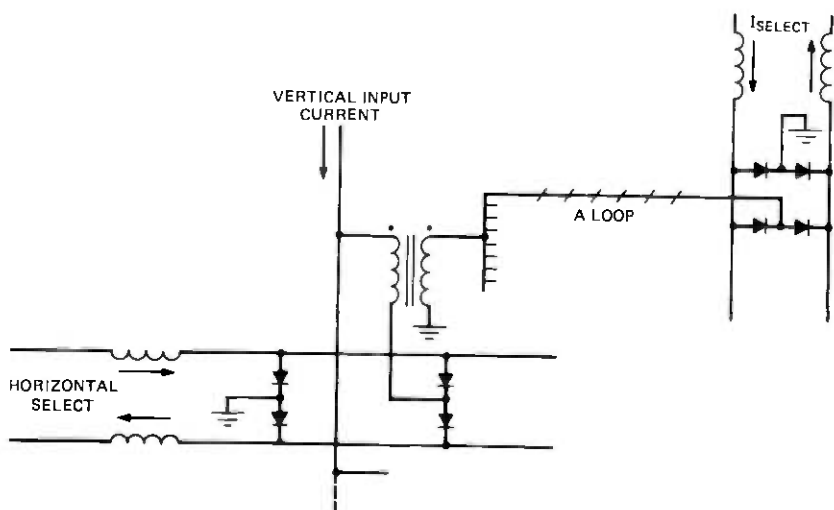 ISELECT
VERTICAL INPUT
CURRENT
A LOOP
HORIZONTAL
SELECT